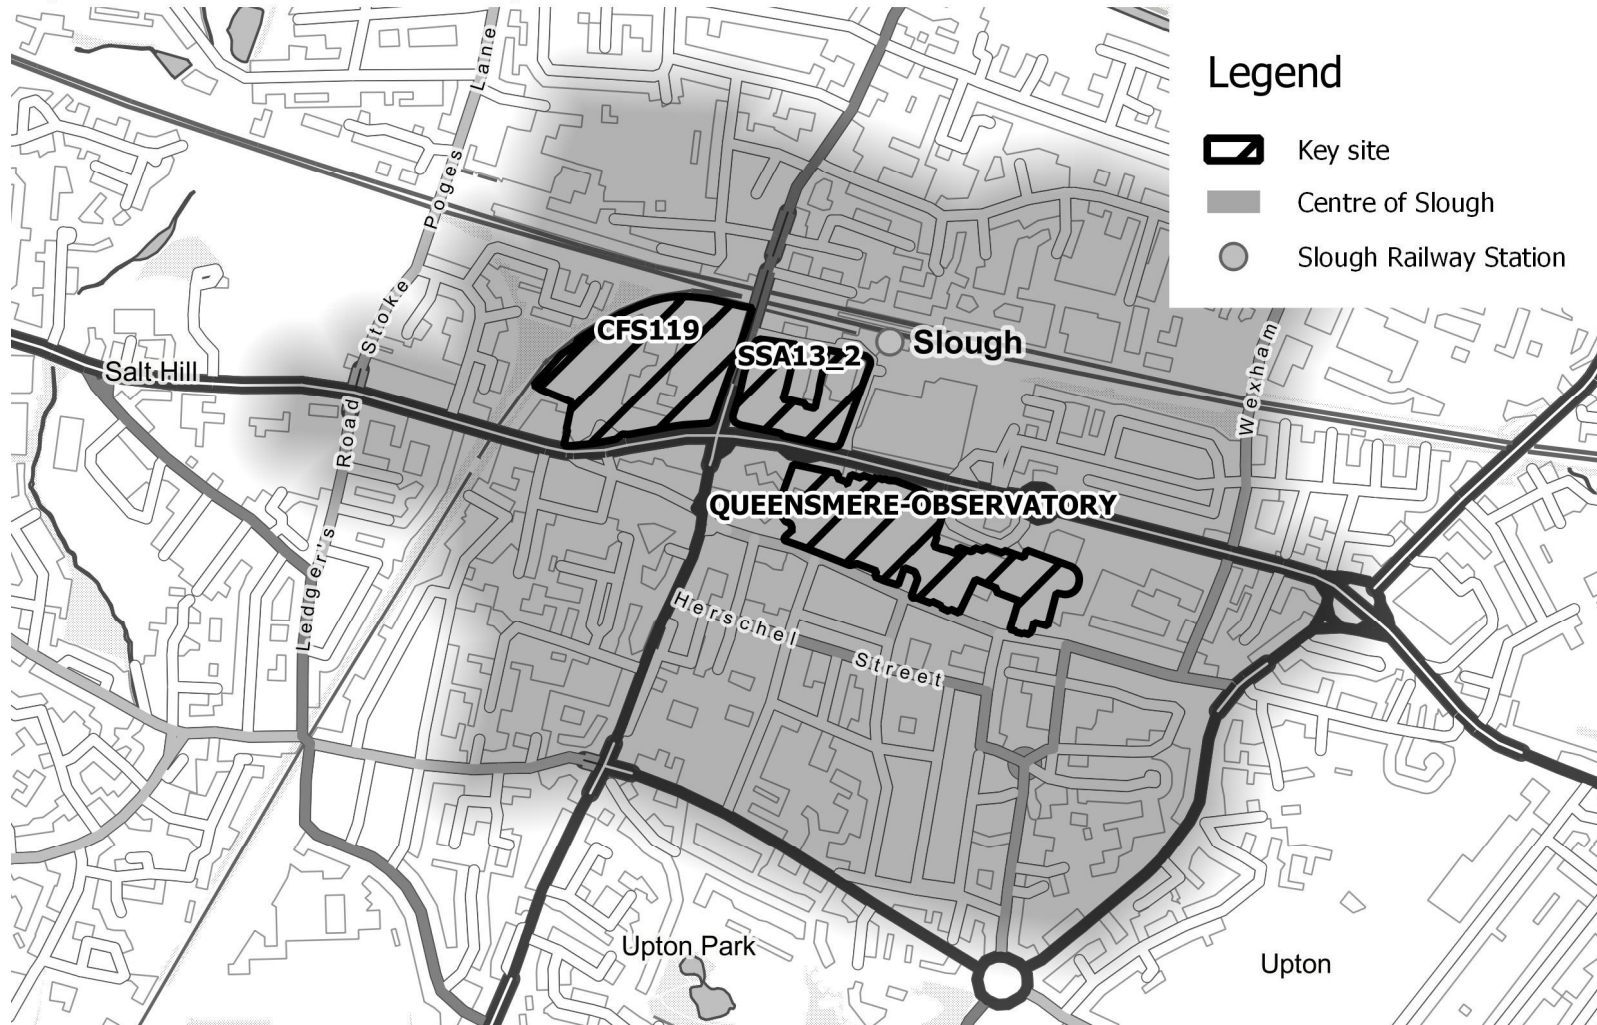 Legend
Key site
Centre of Slough
Slough Railway Station
Stoke Poges Lane
CFS119
SSA13_2
Slough
Salt Hill
Wexham
Ledger's Road
QUEENSMERE-OBSERVATORY
Herschel Street
Upton Park
Upton